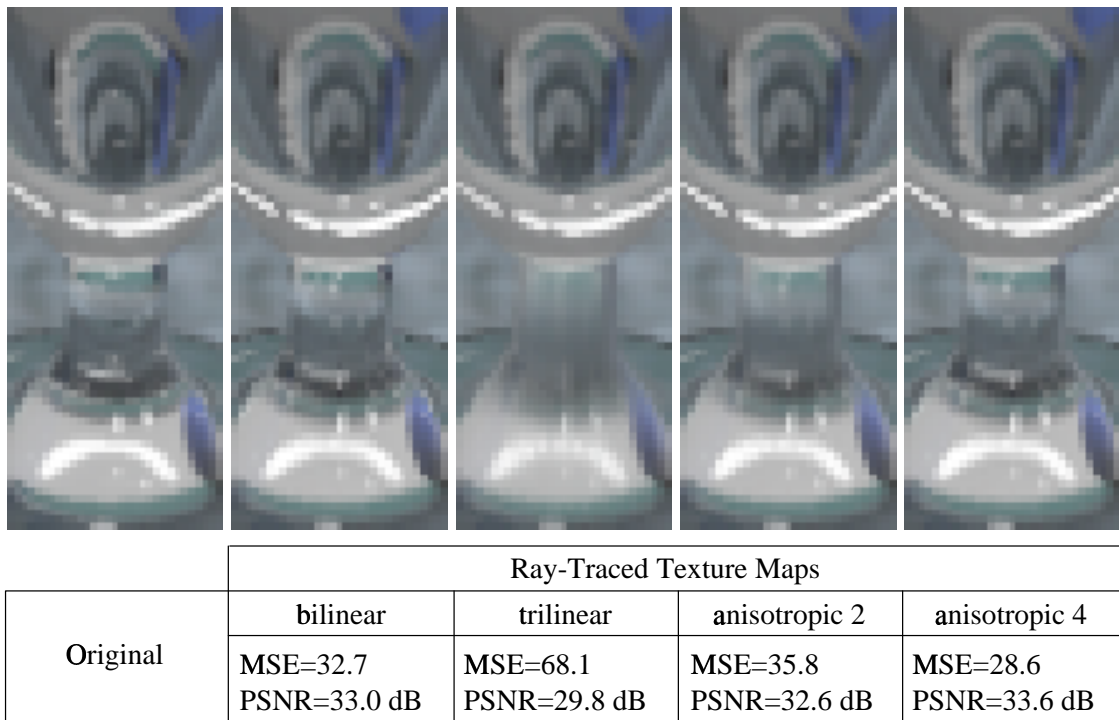 Ray-Traced Texture Maps
Original
bilinear
trilinear
anisotropic 2
anisotropic 4
MSE=32.7
PSNR=33.0 dB
MSE=68.1
PSNR=29.8 dB
MSE=35.8
PSNR=32.6 dB
MSE=28.6
PSNR=33.6 dB